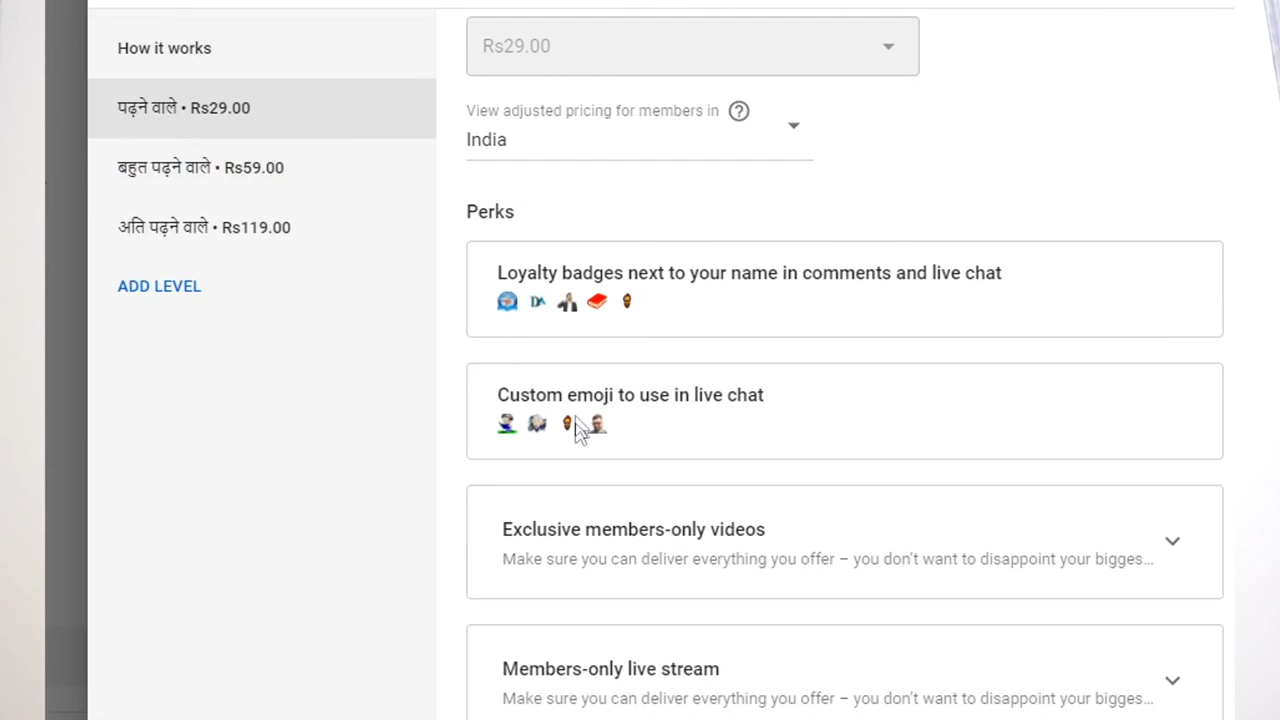 How it works
पढ़ने वाले • Rs29.00
बहुत पढ़ने वाले • Rs59.00
अति पढ़ने वाले • Rs119.00
ADD LEVEL
Rs29.00
View adjusted pricing for members in
India
Perks
Loyalty badges next to your name in comments and live chat
Custom emoji to use in live chat
Exclusive members-only videos
Make sure you can deliver everything you offer – you don't want to disappoint your bigges...
Members-only live stream
Make sure you can deliver everything you offer – you don't want to disappoint your bigges...